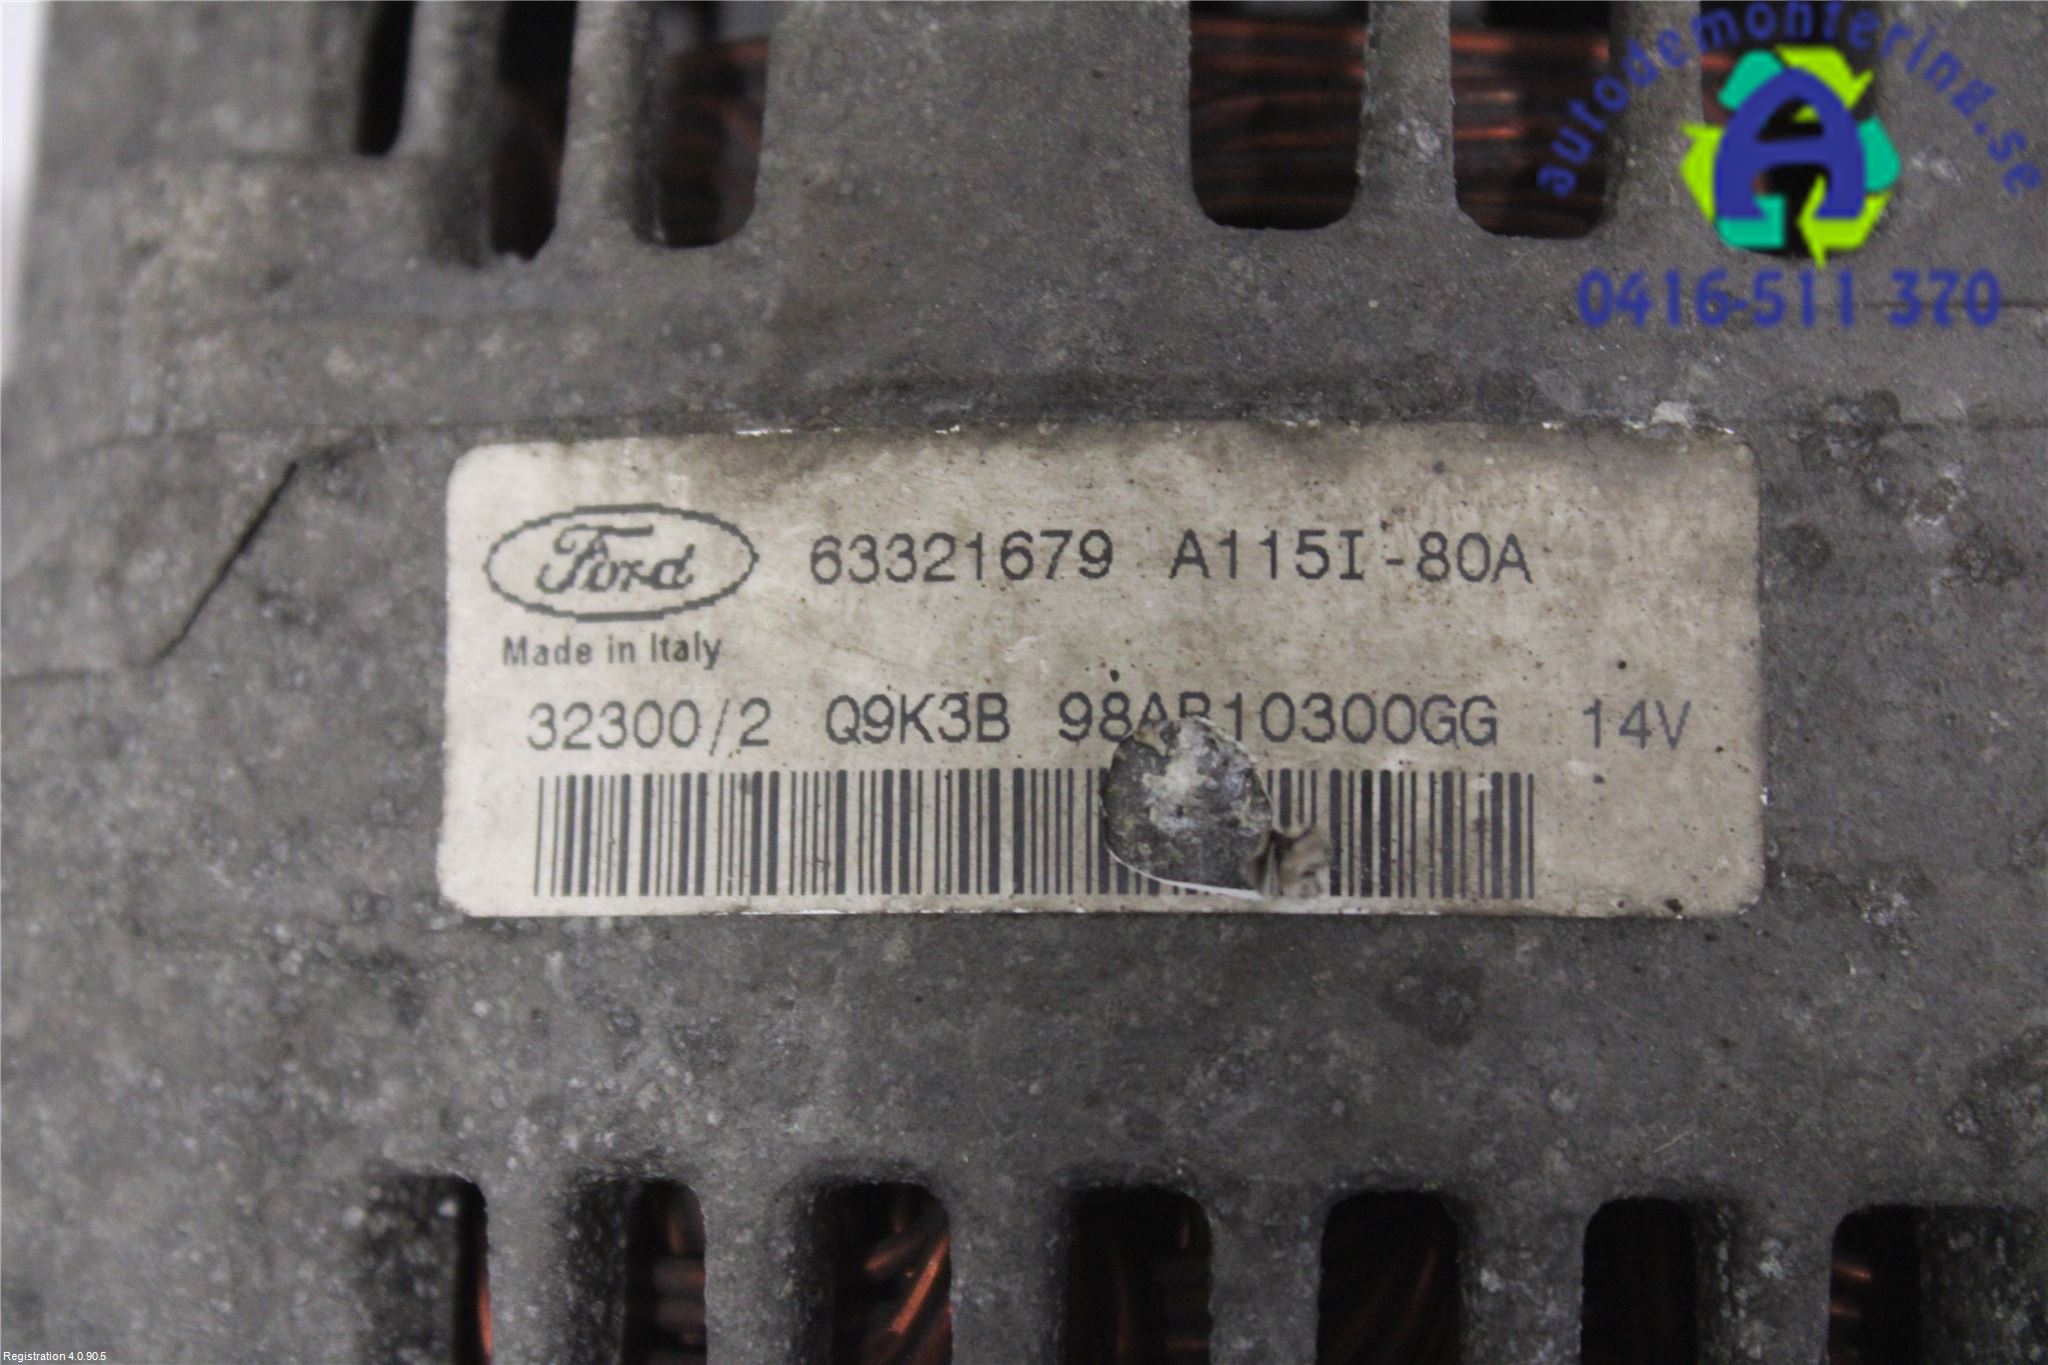 autodemontering.se
A
0416-511 370
Ford 63321679 A115I-80A
Made in Italy
32300/2 Q9K3B 98AB10300GG 14V
Registration 4.0.90.5